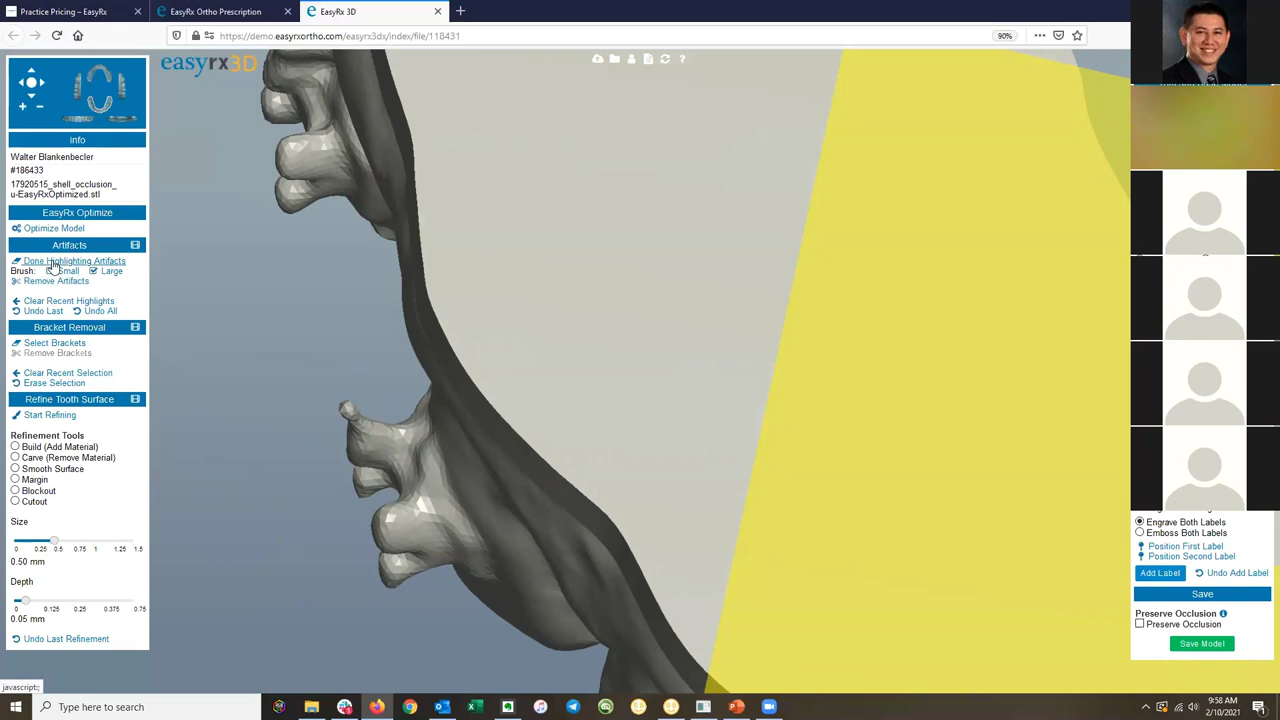 Practice Pricing – EasyRx
EasyRx Ortho Prescription
EasyRx 3D
https://demo.easyrxortho.com/easyrx3dx/index/file/118431
90%
easyrx3D
Info
Walter Blankenbecler
#186433
17920515_shell_occlusion_
u-EasyRxOptimized.stl
EasyRx Optimize
Optimize Model
Artifacts
Done Highlighting Artifacts
Brush: Small Large
Remove Artifacts
Clear Recent Highlights
Undo Last Undo All
Bracket Removal
Select Brackets
Remove Brackets
Clear Recent Selection
Erase Selection
Refine Tooth Surface
Start Refining
Refinement Tools
Build (Add Material)
Carve (Remove Material)
Smooth Surface
Margin
Blockout
Cutout
Size
0 0.25 0.5 0.75 1 1.25 1.5
0.50 mm
Depth
0 0.125 0.25 0.375 0.75
0.05 mm
Undo Last Refinement
Engrave Both Labels
Emboss Both Labels
Position First Label
Position Second Label
Add Label Undo Add Label
Save
Preserve Occlusion
Preserve Occlusion
Save Model
javascript:;
Type here to search
9:58 AM
2/10/2021